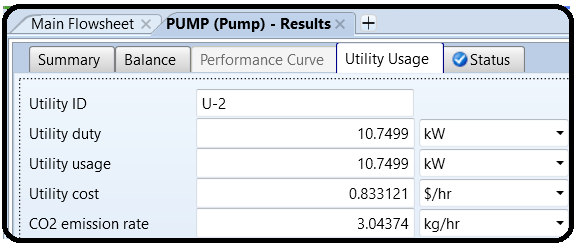 Main Flowsheet × PUMP (Pump) - Results × +
Summary Balance Performance Curve Utility Usage Status
Utility ID U-2
Utility duty 10.7499 kW
Utility usage 10.7499 kW
Utility cost 0.833121 $/hr
CO2 emission rate 3.04374 kg/hr